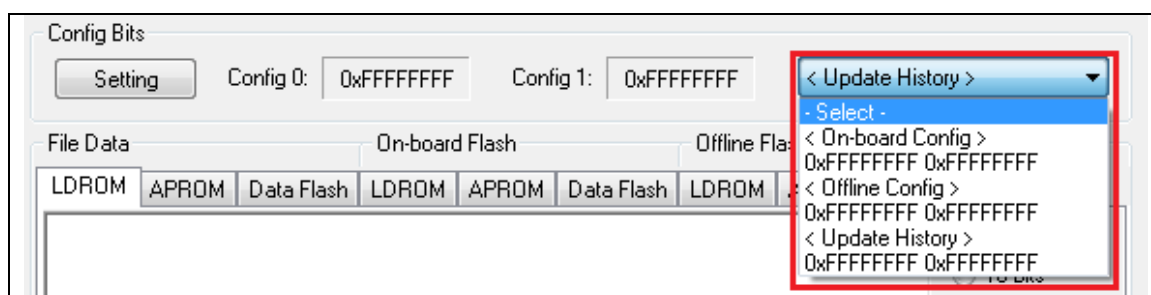 Config Bits
Setting Config 0: 0xFFFFFFFF Config 1: 0xFFFFFFFF < Update History >
- Select -
< On-board Config >
0xFFFFFFFF 0xFFFFFFFF
< Offline Config >
0xFFFFFFFF 0xFFFFFFFF
< Update History >
0xFFFFFFFF 0xFFFFFFFF
File Data On-board Flash Offline
LDROM APROM Data Flash LDROM APROM Data Flash LDROM